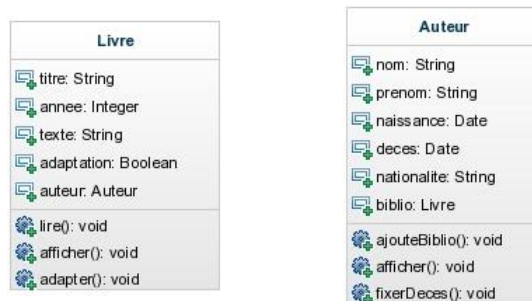 Livre
titre: String
annee: Integer
texte: String
adaptation: Boolean
auteur: Auteur
lire(): void
afficher(): void
adapter(): void
Auteur
nom: String
prenom: String
naissance: Date
deces: Date
nationalite: String
biblio: Livre
ajouteBiblio(): void
afficher(): void
fixerDeces(): void